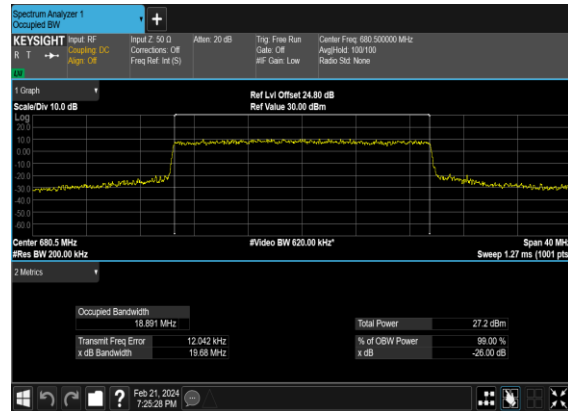 Spectrum Analyzer 1
Occupied BW
+
KEYSIGHT Input: RF Input Z: 50 Ω Atten: 20 dB Trig: Free Run Center Freq: 680.500000 MHz
R T Coupling: DC Corrections: Off Gate: Off Avg|Hold: 100/100
Align: Off Freq Ref: Int (S) #IF Gain: Low Radio Std: None
LW
1 Graph Ref Lvl Offset 24.80 dB
Scale/Div 10.0 dB Ref Value 30.00 dBm
Log
20.0
10.0
0.00
-10.0
-20.0
-30.0
-40.0
-50.0
-60.0
Center 680.5 MHz #Video BW 620.00 kHz* Span 40 MHz
#Res BW 200.00 kHz Sweep 1.27 ms (1001 pts
2 Metrics
Occupied Bandwidth
18.891 MHz Total Power 27.2 dBm
Transmit Freq Error 12.042 kHz % of OBW Power 99.00 %
x dB Bandwidth 19.68 MHz x dB -26.00 dB
? Feb 21, 2024
7:25:28 PM